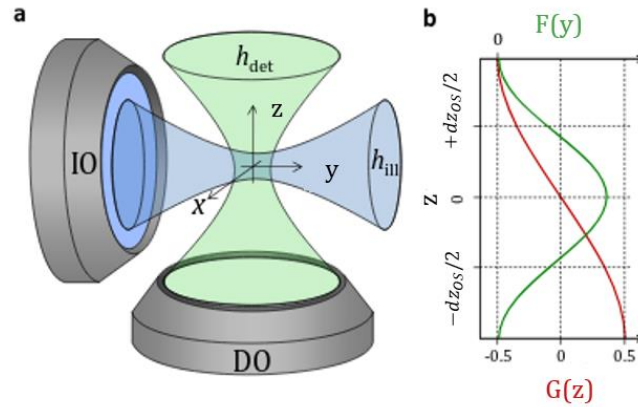 a
h_det
z
IO
y
h_ill
x
DO
b
F(y)
0
z
+dz_OS/2
0
-dz_OS/2
-0.5 0 0.5
G(z)